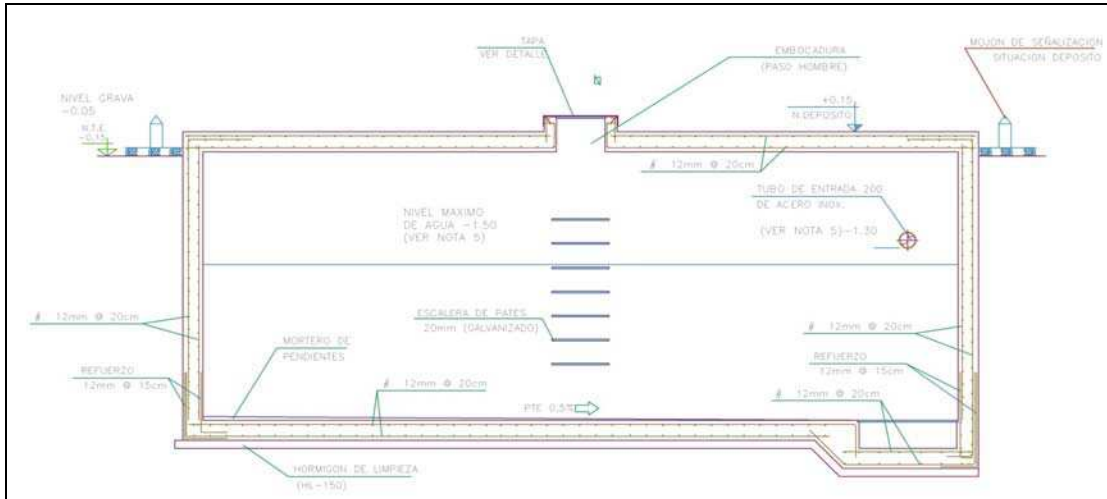 TAPA
VER DETALLE
EMBOCADURA
(PASO HOMBRE)
MOJON DE SEÑALIZACION
SITUACION DEPOSITO
NIVEL GRAVA
-0.05
N.T.E.
-0.15
+0.15
N.DEPOSITO
12mm @ 20cm
TUBO DE ENTRADA 200
DE ACERO INOX.
(VER NOTA 5)-1.30
NIVEL MAXIMO
DE AGUA -1.50
(VER NOTA 5)
12mm @ 20cm
ESCALERA DE PATES
20mm (GALVANIZADO)
12mm @ 20cm
MORTERO DE
PENDIENTES
REFUERZO
12mm @ 15cm
REFUERZO
12mm @ 15cm
12mm @ 20cm
12mm @ 20cm
PTE 0,5%
HORMIGON DE LIMPIEZA
(HL-150)